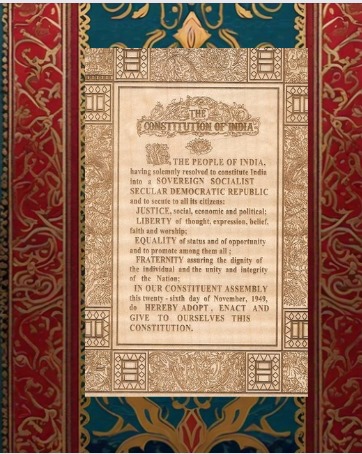 THE
CONSTITUTION OF INDIA
WE, THE PEOPLE OF INDIA,
having solemnly resolved to constitute India
into a SOVEREIGN SOCIALIST
SECULAR DEMOCRATIC REPUBLIC
and to secute to all its citizens:
JUSTICE, social, economic and political;
LIBERTY of thought, expression, belief,
faith and worship;
EQUALITY of status and of opportunity
and to promote among them all;
FRATERNITY assuring the dignity of
the individual and the unity and integrity
of the Nation;
IN OUR CONSTITUENT ASSEMBLY
this twenty-sixth day of November, 1949,
do HEREBY ADOPT, ENACT AND
GIVE TO OURSELVES THIS
CONSTITUTION.